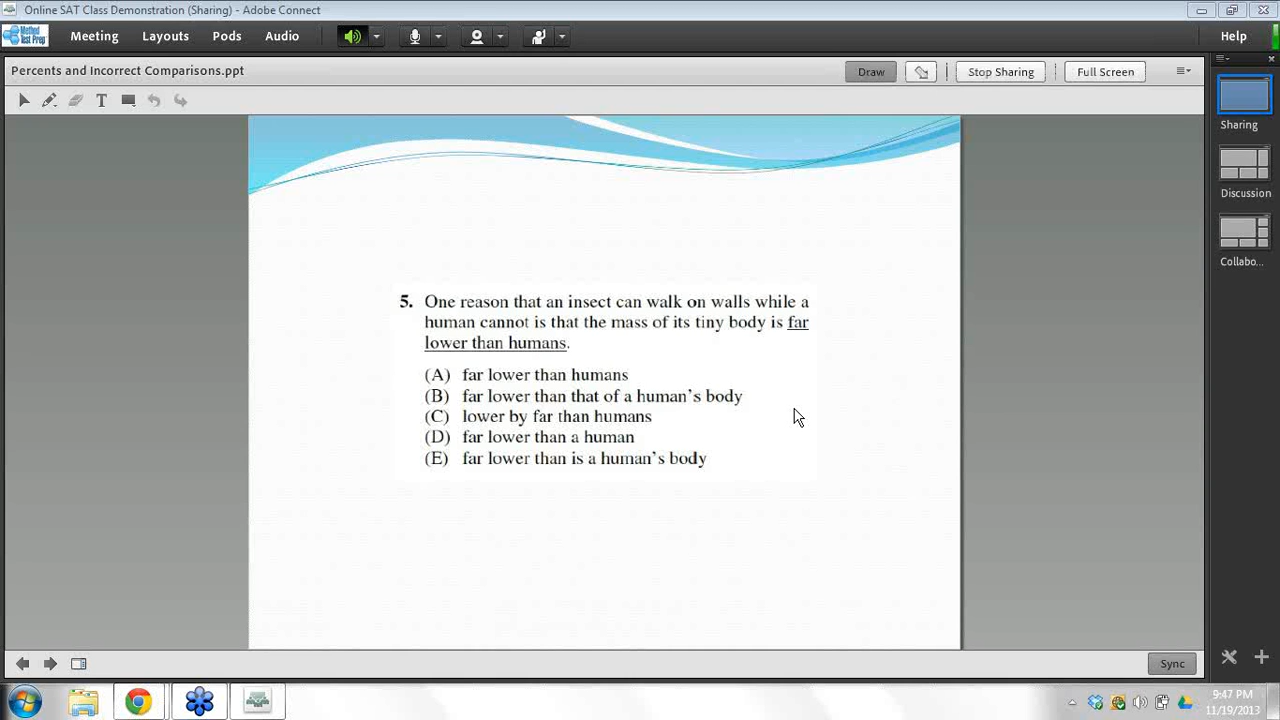 Online SAT Class Demonstration (Sharing) - Adobe Connect
Method Test Prep
Meeting Layouts Pods Audio Help
Percents and Incorrect Comparisons.ppt
Draw Stop Sharing Full Screen
T
Sharing
Discussion
Collabo...
5. One reason that an insect can walk on walls while a
human cannot is that the mass of its tiny body is far
lower than humans.
(A) far lower than humans
(B) far lower than that of a human's body
(C) lower by far than humans
(D) far lower than a human
(E) far lower than is a human's body
Sync
9:47 PM
11/19/2013